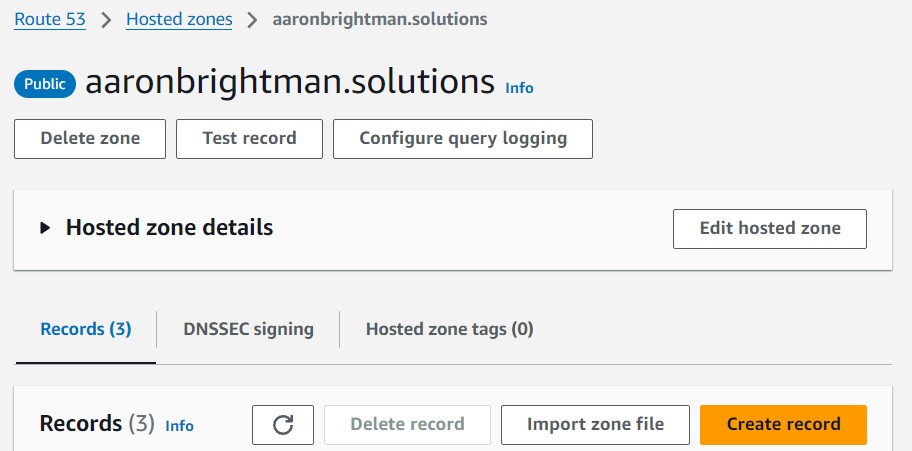 Route 53 > Hosted zones > aaronbrightman.solutions
Public aaronbrightman.solutions Info
Delete zone Test record Configure query logging
Hosted zone details Edit hosted zone
Records (3) DNSSEC signing Hosted zone tags (0)
Records (3) Info Delete record Import zone file Create record